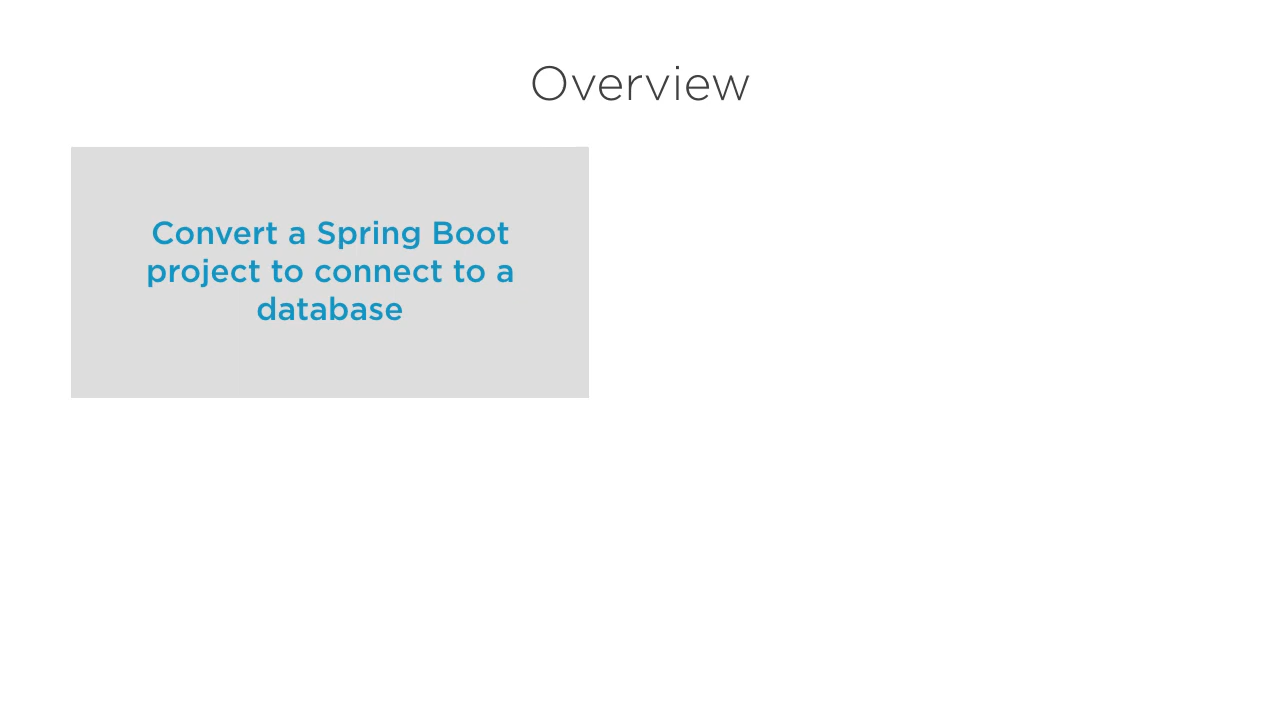 Overview
Convert a Spring Boot
project to connect to a
database